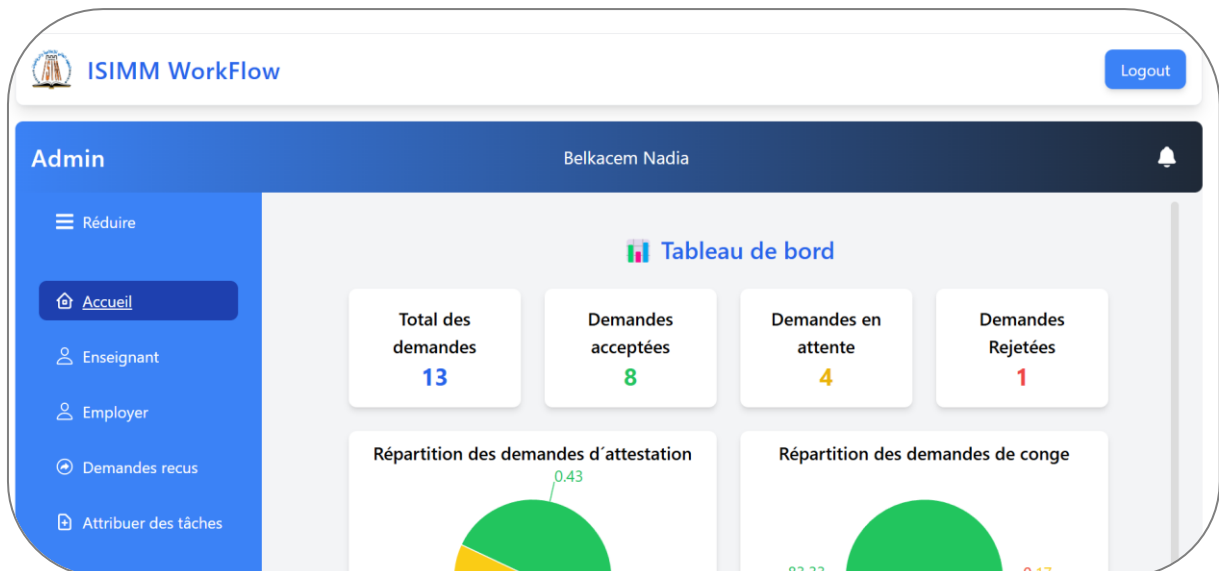 ISIMM WorkFlow
Logout
Admin
Belkacem Nadia
Réduire
Accueil
Enseignant
Employer
Demandes recus
Attribuer des tâches
Tableau de bord
Total des
demandes
13
Demandes
acceptées
8
Demandes en
attente
4
Demandes
Rejetées
1
Répartition des demandes d´attestation
0.43
Répartition des demandes de conge